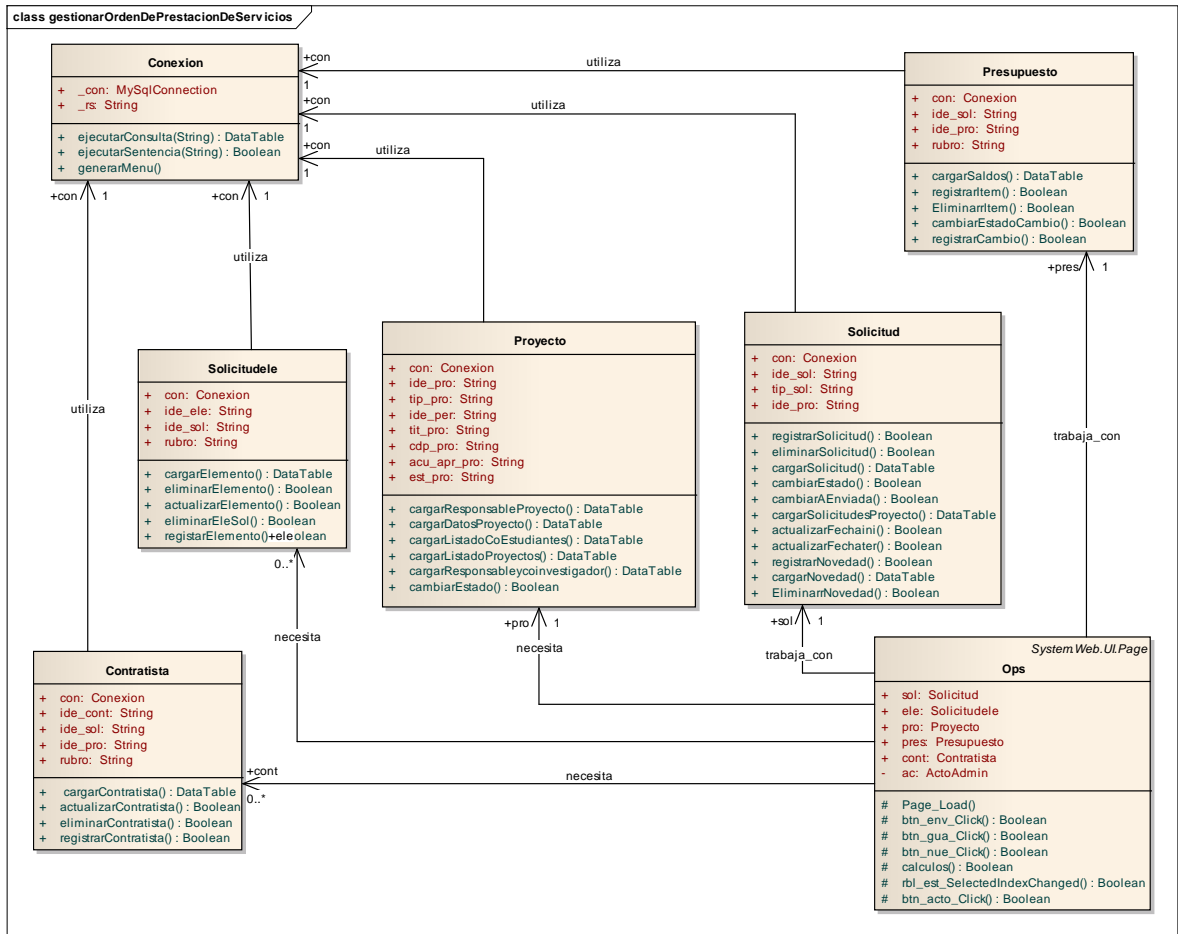 class gestionarOrdenDePrestacionDeServicios
Conexion
+ _con: MySqlConnection
+ _rs: String
+ ejecutarConsulta(String) : DataTable
+ ejecutarSentencia(String) : Boolean
+ generarMenu()
+con
1
utiliza
+con
1
utiliza
+con
1
utiliza
+con
1
utiliza
+con
1
utiliza
Presupuesto
+ con: Conexion
+ ide_sol: String
+ ide_pro: String
+ rubro: String
+ cargarSaldos() : DataTable
+ registrarItem() : Boolean
+ EliminarrItem() : Boolean
+ cambiarEstadoCambio() : Boolean
+ registrarCambio() : Boolean
+pres
1
trabaja_con
Solicitudele
+ con: Conexion
+ ide_ele: String
+ ide_sol: String
+ rubro: String
+ cargarElemento() : DataTable
+ eliminarElemento() : Boolean
+ actualizarElemento() : Boolean
+ eliminarEleSol() : Boolean
+ registarElemento()+eleolean
0..*
necesita
Proyecto
+ con: Conexion
+ ide_pro: String
+ tip_pro: String
+ ide_per: String
+ tit_pro: String
+ cdp_pro: String
+ acu_apr_pro: String
+ est_pro: String
+ cargarResponsableProyecto() : DataTable
+ cargarDatosProyecto() : DataTable
+ cargarListadoCoEstudiantes() : DataTable
+ cargarListadoProyectos() : DataTable
+ cargarResponsableycoinvestigador() : DataTable
+ cambiarEstado() : Boolean
+pro
1
necesita
Solicitud
+ con: Conexion
+ ide_sol: String
+ tip_sol: String
+ ide_pro: String
+ registrarSolicitud() : Boolean
+ eliminarSolicitud() : Boolean
+ cargarSolicitud() : DataTable
+ cambiarEstado() : Boolean
+ cambiarAEnviada() : Boolean
+ cargarSolicitudesProyecto() : DataTable
+ actualizarFechaini() : Boolean
+ actualizarFechater() : Boolean
+ registrarNovedad() : Boolean
+ cargarNovedad() : DataTable
+ EliminarrNovedad() : Boolean
+sol
1
trabaja_con
Contratista
+ con: Conexion
+ ide_cont: String
+ ide_sol: String
+ ide_pro: String
+ rubro: String
+ cargarContratista() : DataTable
+ actualizarContratista() : Boolean
+ eliminarContratista() : Boolean
+ registrarContratista() : Boolean
+cont
0..*
necesita
System.Web.UI.Page
Ops
+ sol: Solicitud
+ ele: Solicitudele
+ pro: Proyecto
+ pres: Presupuesto
+ cont: Contratista
- ac: ActoAdmin
# Page_Load()
# btn_env_Click() : Boolean
# btn_gua_Click() : Boolean
# btn_nue_Click() : Boolean
# calculos() : Boolean
# rbl_est_SelectedIndexChanged() : Boolean
# btn_acto_Click() : Boolean